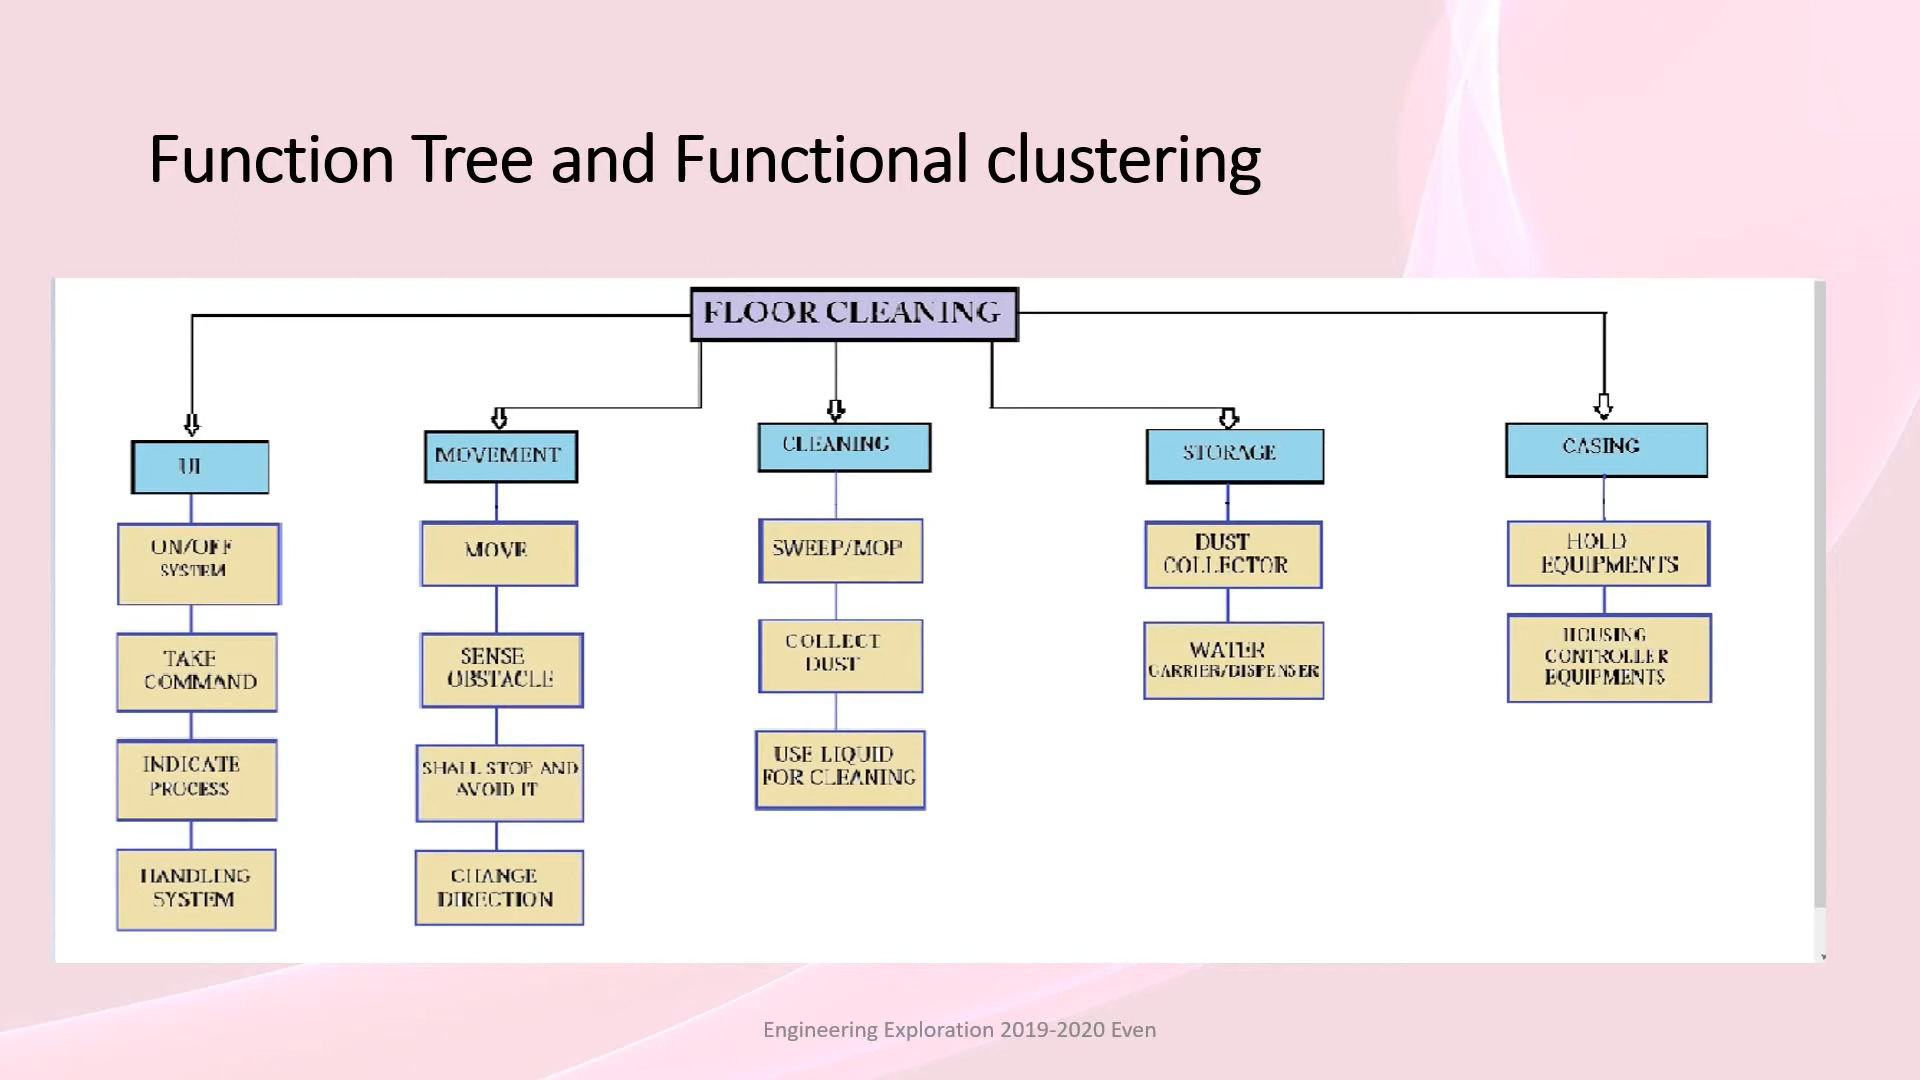 Function Tree and Functional clustering
FLOOR CLEANING
UI
ON/OFF
SYSTEM
TAKE
COMMAND
INDICATE
PROCESS
HANDLING
SYSTEM
MOVEMENT
MOVE
SENSE
OBSTACLE
SHALL STOP AND
AVOID IT
CHANGE
DIRECTION
CLEANING
SWEEP/MOP
COLLECT
DUST
USE LIQUID
FOR CLEANING
STORAGE
DUST
COLLECTOR
WATER
CARRIER/DISPENSER
CASING
HOLD
EQUIPMENTS
HOUSING
CONTROLLER
EQUIPMENTS
Engineering Exploration 2019-2020 Even